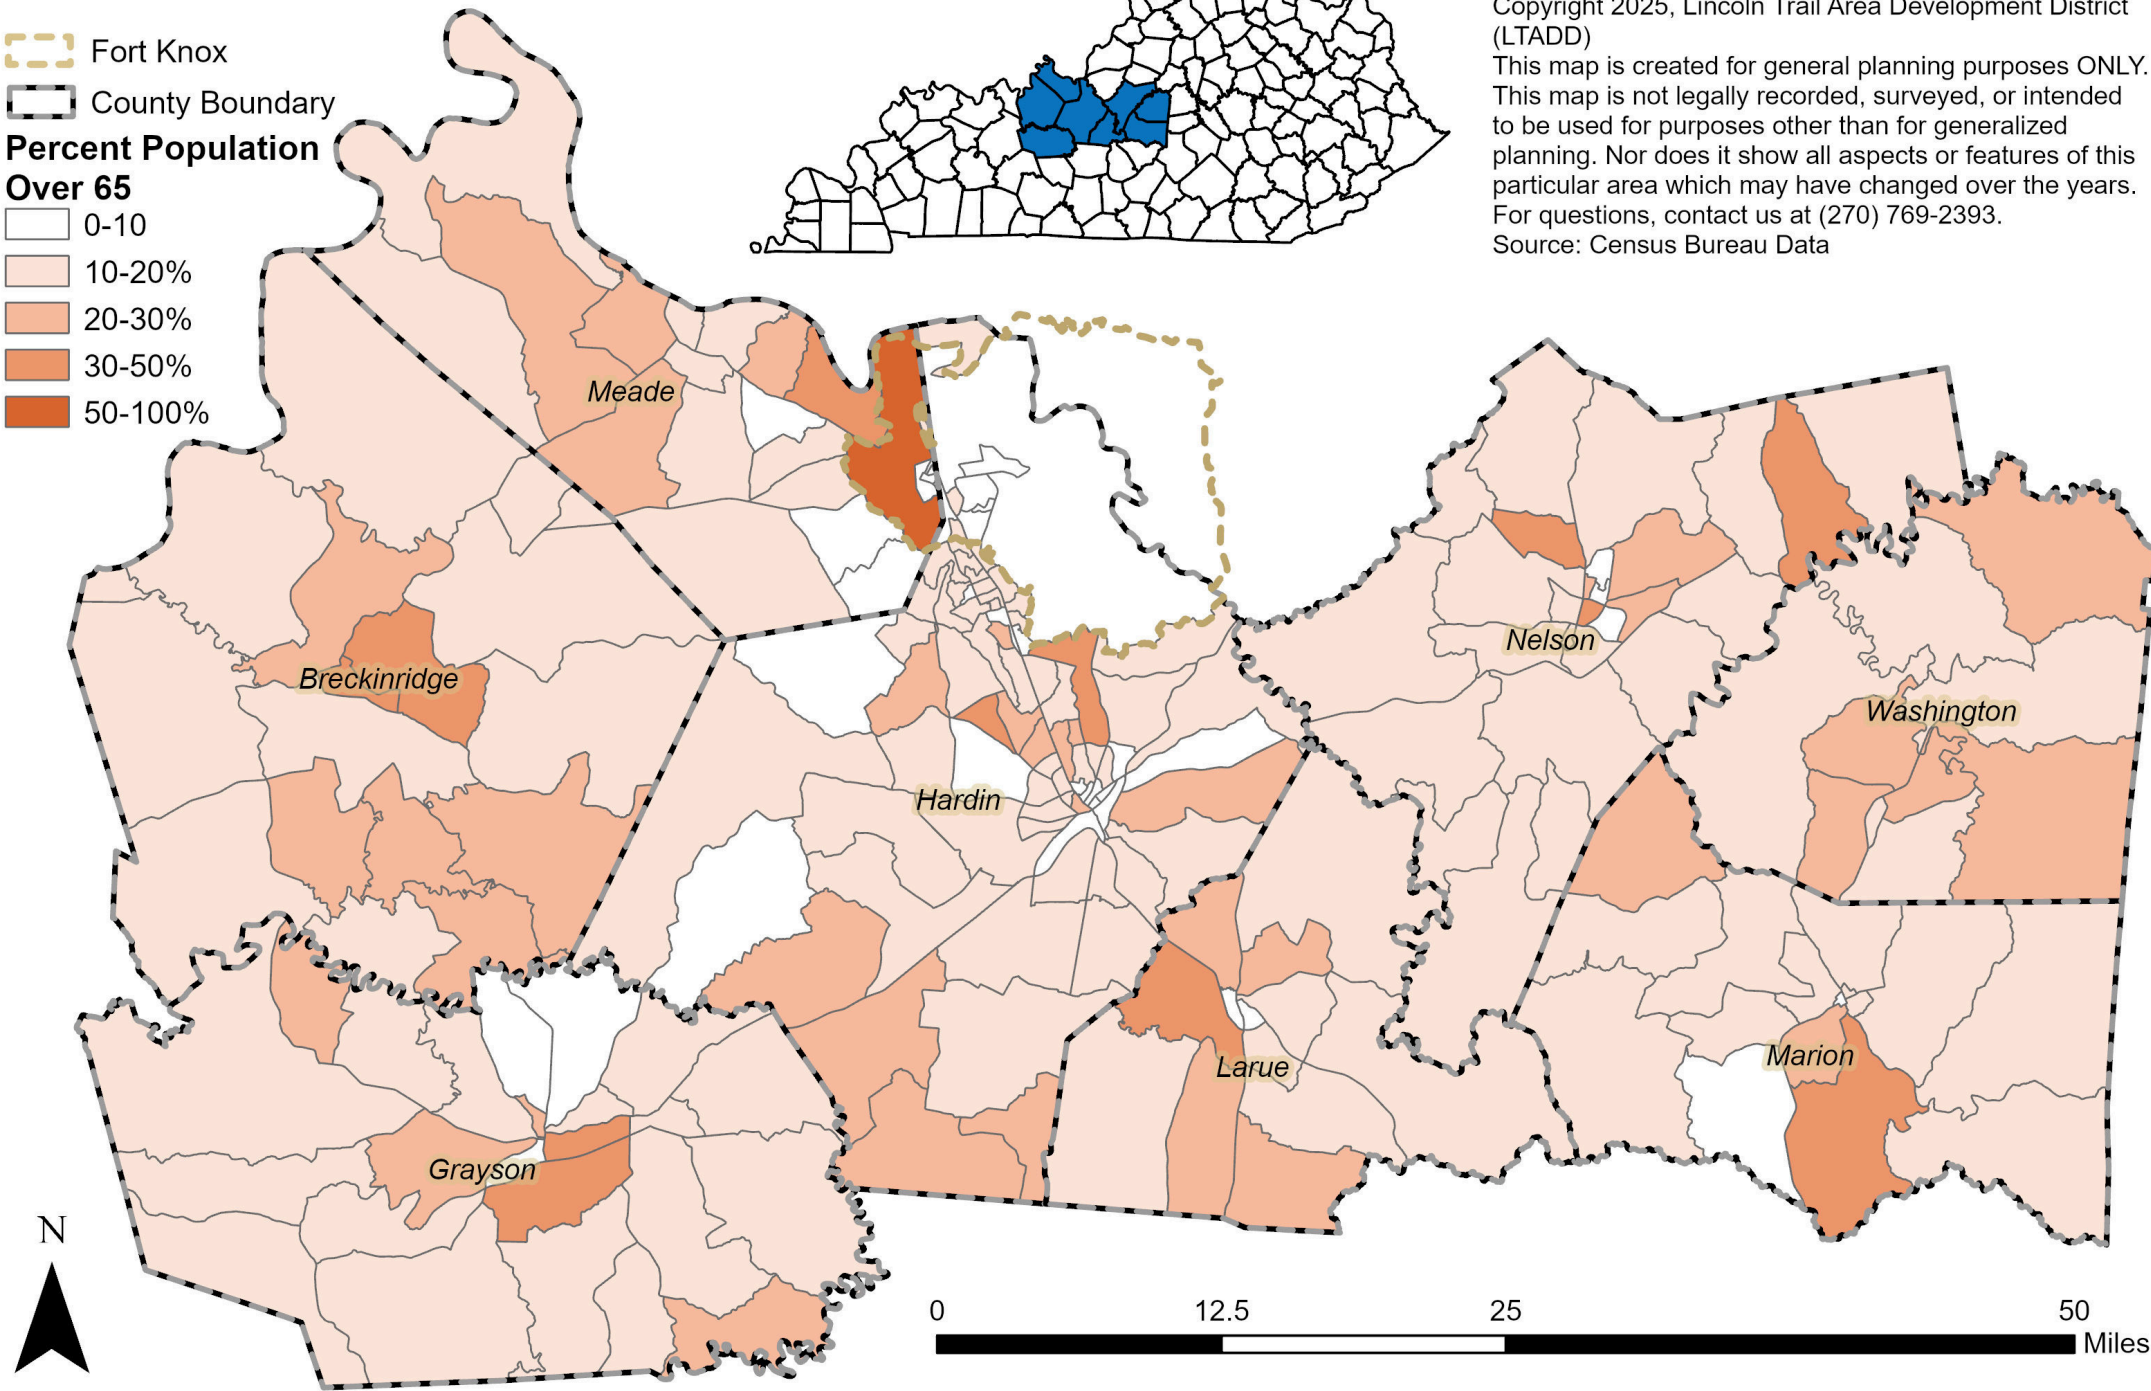 Fort Knox
County Boundary
Percent Population
Over 65
0-10
10-20%
20-30%
30-50%
50-100%
Copyright 2025, Lincoln Trail Area Development District
(LTADD)
This map is created for general planning purposes ONLY.
This map is not legally recorded, surveyed, or intended
to be used for purposes other than for generalized
planning. Nor does it show all aspects or features of this
particular area which may have changed over the years.
For questions, contact us at (270) 769-2393.
Source: Census Bureau Data
Meade
Breckinridge
Nelson
Washington
Hardin
Marion
Larue
Grayson
N
0
12.5
25
50
Miles